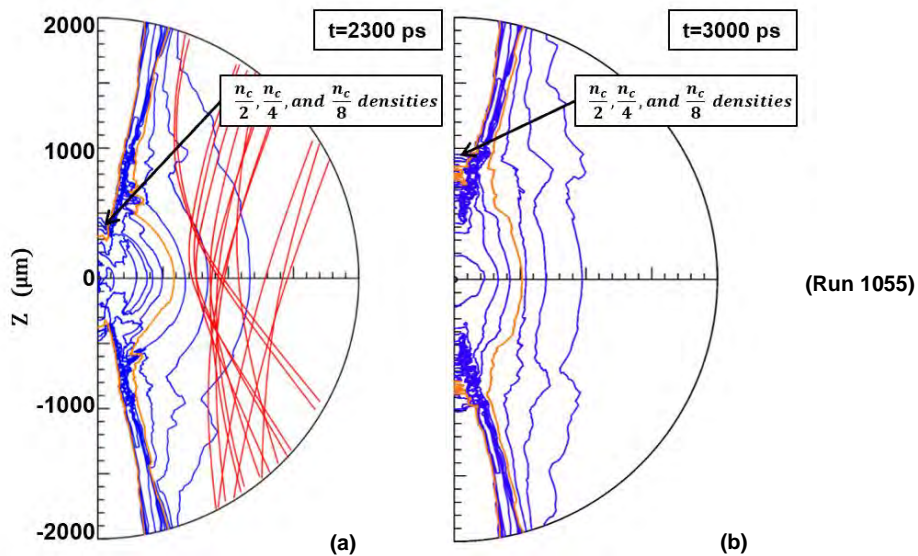 2000
t=2300 ps
t=3000 ps
n_c/2, n_c/4, and n_c/8 densities
n_c/2, n_c/4, and n_c/8 densities
1000
Z (μm)
0
(Run 1055)
-1000
-2000
(a)
(b)